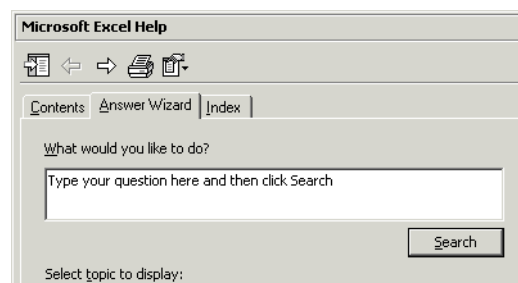 Microsoft Excel Help
Contents Answer Wizard Index
What would you like to do?
Type your question here and then click Search
Search
Select topic to display: